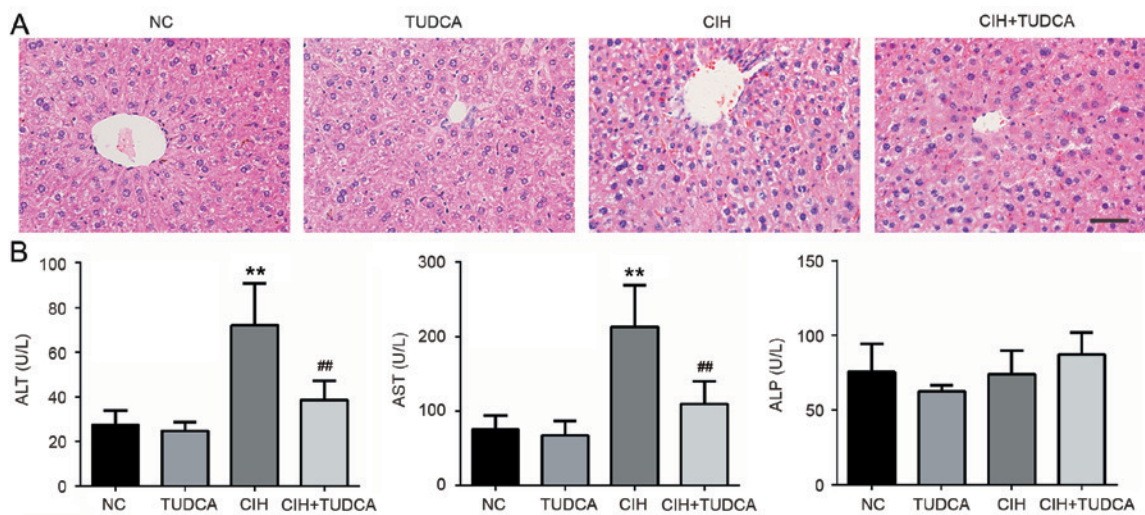 A
NC
TUDCA
CIH
CIH+TUDCA
B
ALT (U/L)
100
80
60
40
20
0
**
##
NC
TUDCA
CIH
CIH+TUDCA
AST (U/L)
300
200
100
0
**
##
NC
TUDCA
CIH
CIH+TUDCA
ALP (U/L)
150
100
50
0
NC
TUDCA
CIH
CIH+TUDCA